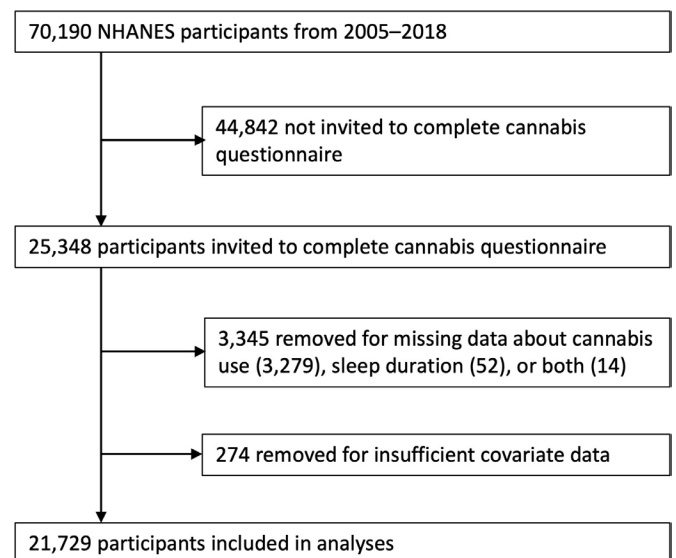 70,190 NHANES participants from 2005–2018
44,842 not invited to complete cannabis
questionnaire
25,348 participants invited to complete cannabis questionnaire
3,345 removed for missing data about cannabis
use (3,279), sleep duration (52), or both (14)
274 removed for insufficient covariate data
21,729 participants included in analyses